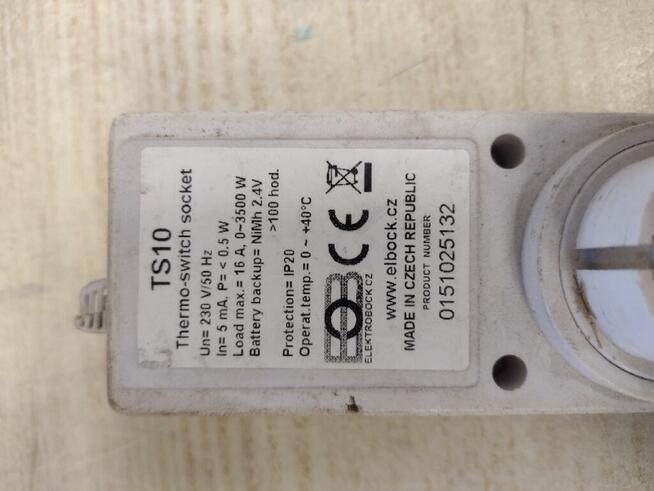 TS10
Thermo-switch socket
Un= 230 V/50 Hz
In= 5 mA, P= < 0,5 W
Load max.= 16 A, 0~3500 W
Battery backup= NiMh 2.4V
>100 hod.
Protection= IP20
Operat.temp.= 0 ~ +40°C
EOB CE
ELEKTROBOCK CZ
www.elbock.cz
MADE IN CZECH REPUBLIC
PRODUCT NUMBER
0151025132